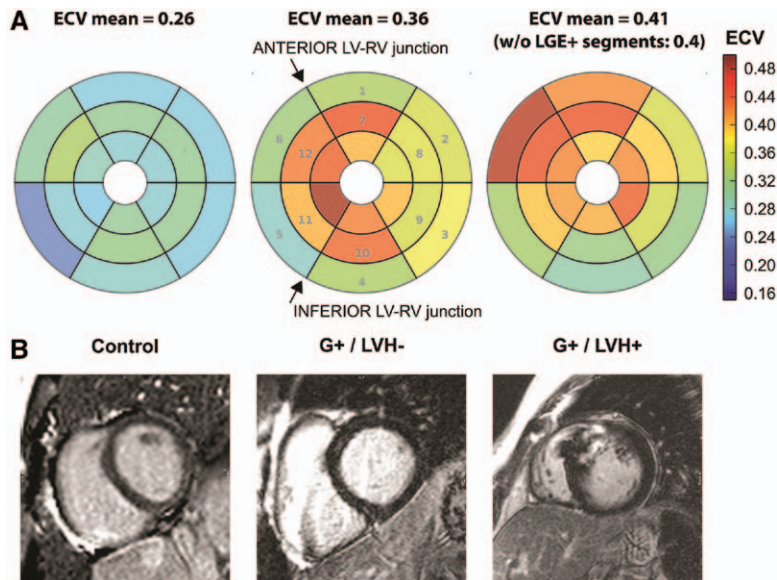 A
ECV mean = 0.26
ECV mean = 0.36
ECV mean = 0.41
(w/o LGE+ segments: 0.4)
ECV
ANTERIOR LV-RV junction
1
2
3
4
5
6
7
8
9
10
11
12
INFERIOR LV-RV junction
0.48
0.44
0.40
0.36
0.32
0.28
0.24
0.20
0.16
B
Control
G+ / LVH-
G+ / LVH+